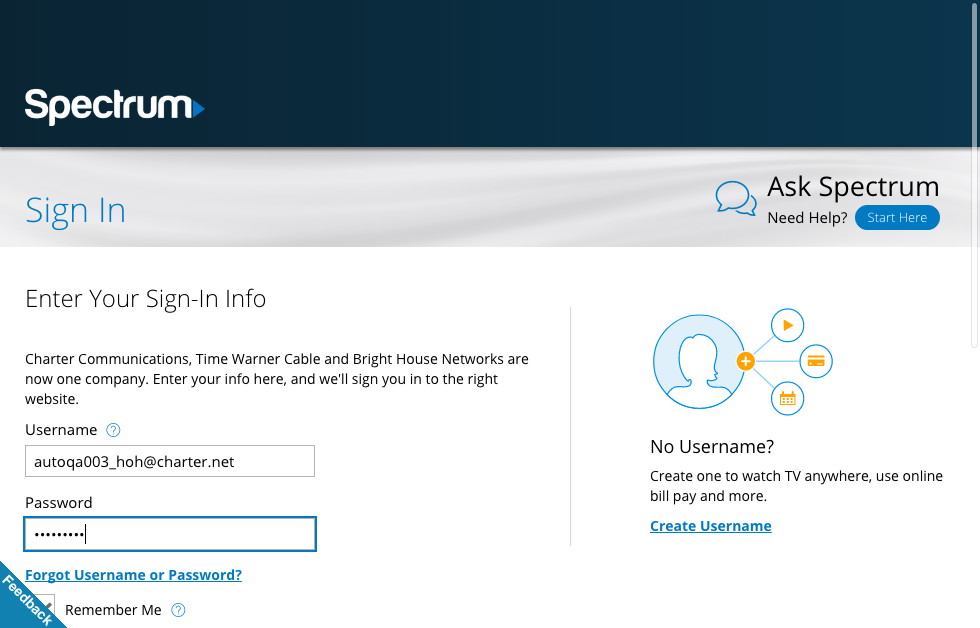 Spectrum
Sign In
Ask Spectrum
Need Help? Start Here
Enter Your Sign-In Info
Charter Communications, Time Warner Cable and Bright House Networks are
now one company. Enter your info here, and we'll sign you in to the right
website.
Username ?
autoqa003_hoh@charter.net
Password
•••••••••
Forgot Username or Password?
Remember Me ?
Feedback
No Username?
Create one to watch TV anywhere, use online
bill pay and more.
Create Username